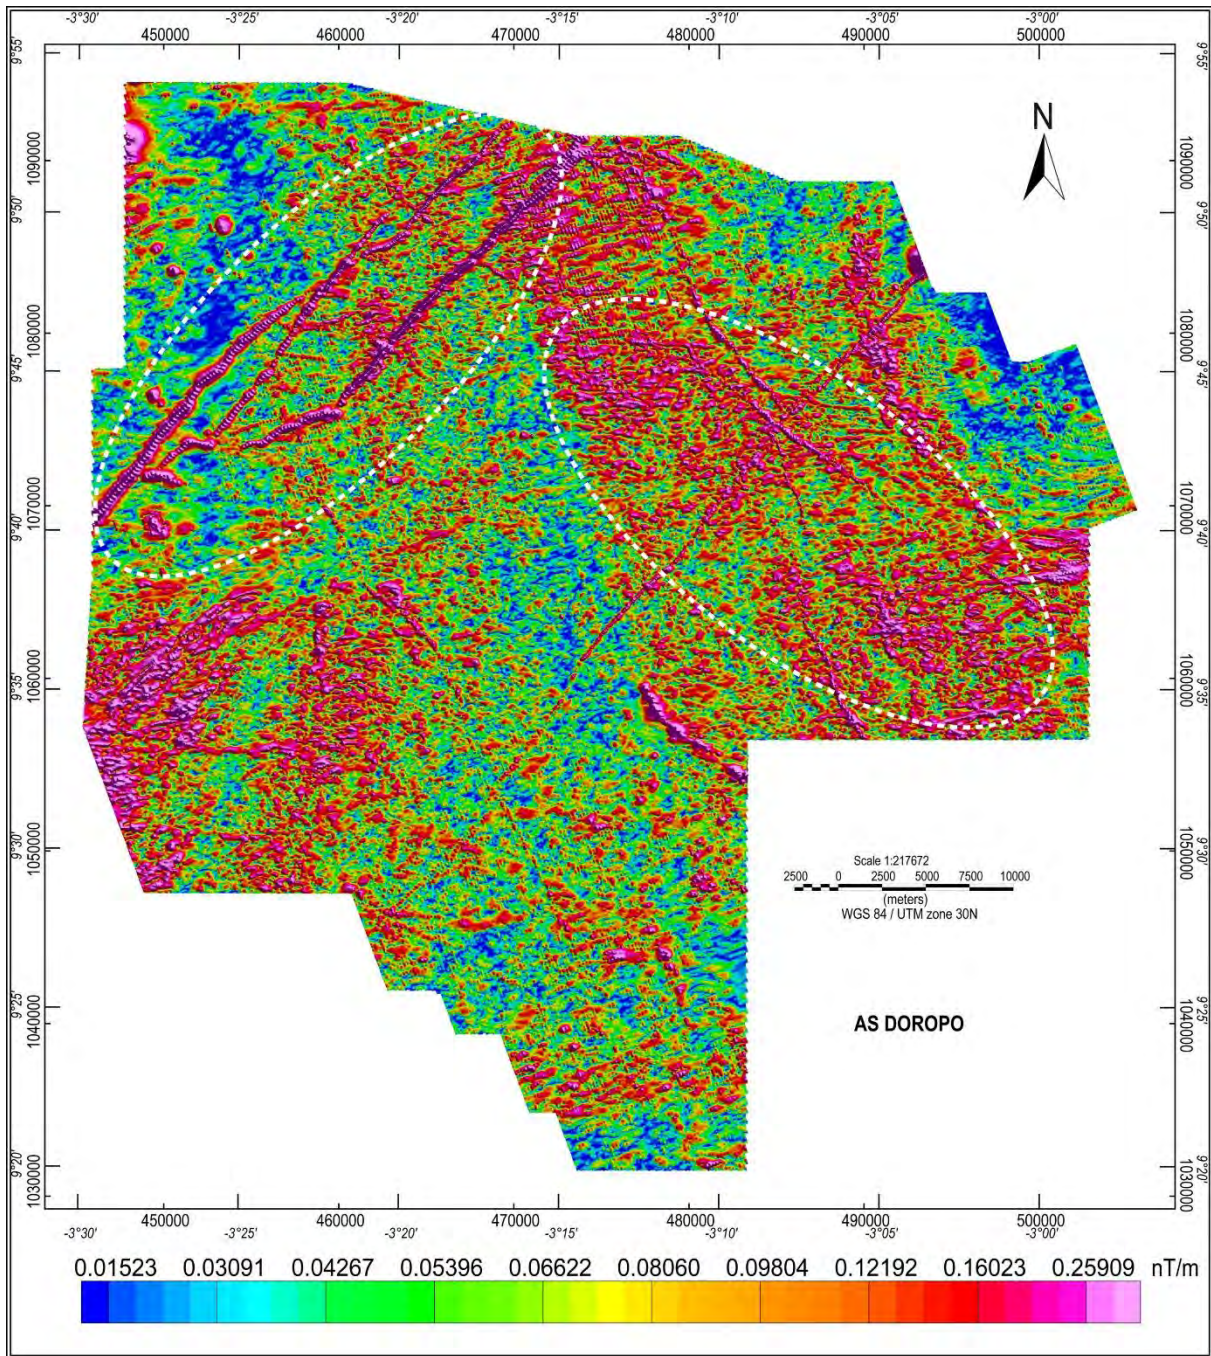 -3°30' -3°25' -3°20' -3°15' -3°10' -3°05' -3°00'
450000 460000 470000 480000 490000 500000
9°55' 9°55'
N
1090000 1090000
9°50' 9°50'
1080000 1080000
9°45' 9°45'
1070000 1070000
9°40' 9°40'
1060000 1060000
9°35' 9°35'
9°30' 1050000 1050000 9°30'
Scale 1:217672
2500 0 2500 5000 7500 10000
(meters)
WGS 84 / UTM zone 30N
9°25' 9°25'
1040000 1040000
AS DOROPO
9°20' 9°20'
1030000 1030000
450000 460000 470000 480000 490000 500000
-3°30' -3°25' -3°20' -3°15' -3°10' -3°05' -3°00'
0.01523 0.03091 0.04267 0.05396 0.06622 0.08060 0.09804 0.12192 0.16023 0.25909 nT/m